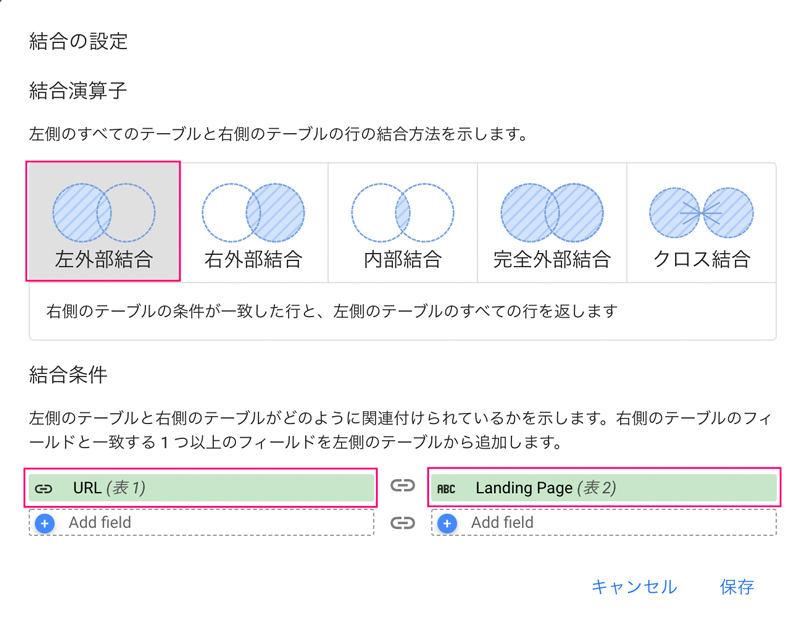 結合の設定
結合演算子
左側のすべてのテーブルと右側のテーブルの行の結合方法を示します。
左外部結合
右外部結合
内部結合
完全外部結合
クロス結合
右側のテーブルの条件が一致した行と、左側のテーブルのすべての行を返します
結合条件
左側のテーブルと右側のテーブルがどのように関連付けられているかを示します。右側のテーブルのフィ
ールドと一致する 1 つ以上のフィールドを左側のテーブルから追加します。
URL (表 1)
ABC Landing Page (表 2)
Add field
Add field
キャンセル
保存